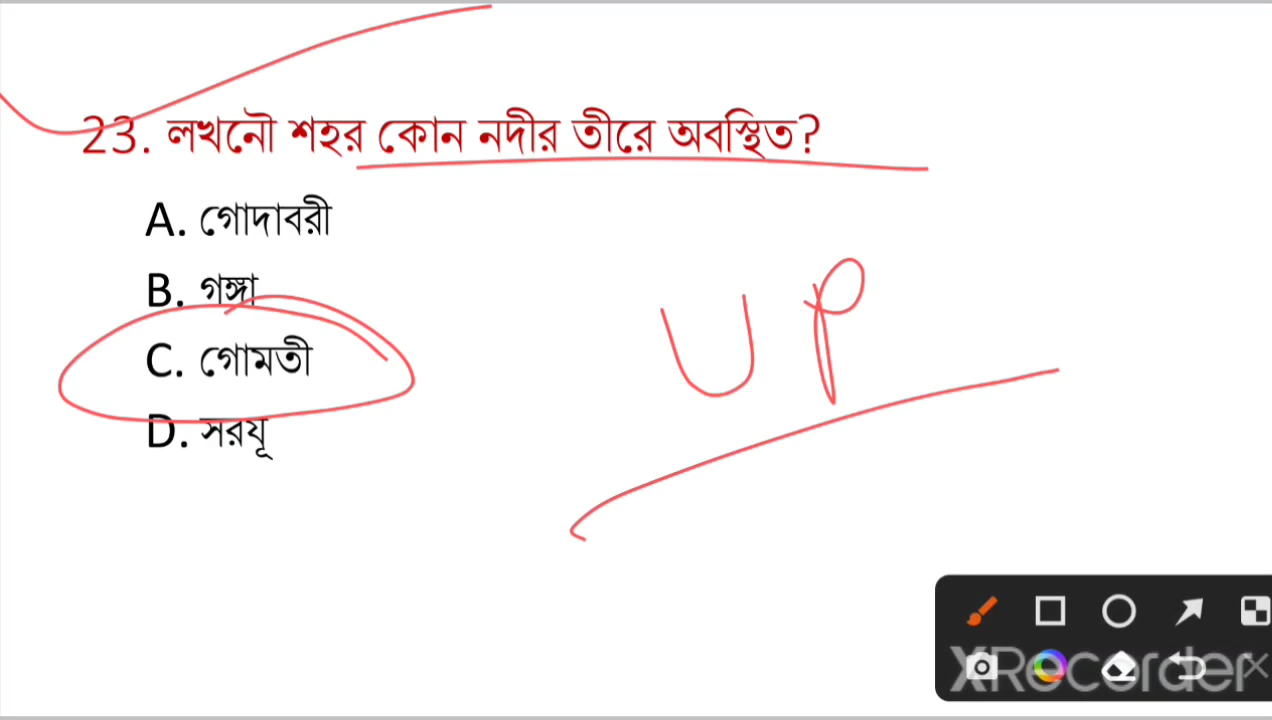 23. লখনৌ শহর কোন নদীর তীরে অবস্থিত?
A. গোদাবরী
B. গঙ্গা
C. গোমতী
D. সরযূ
UP
XRecorder